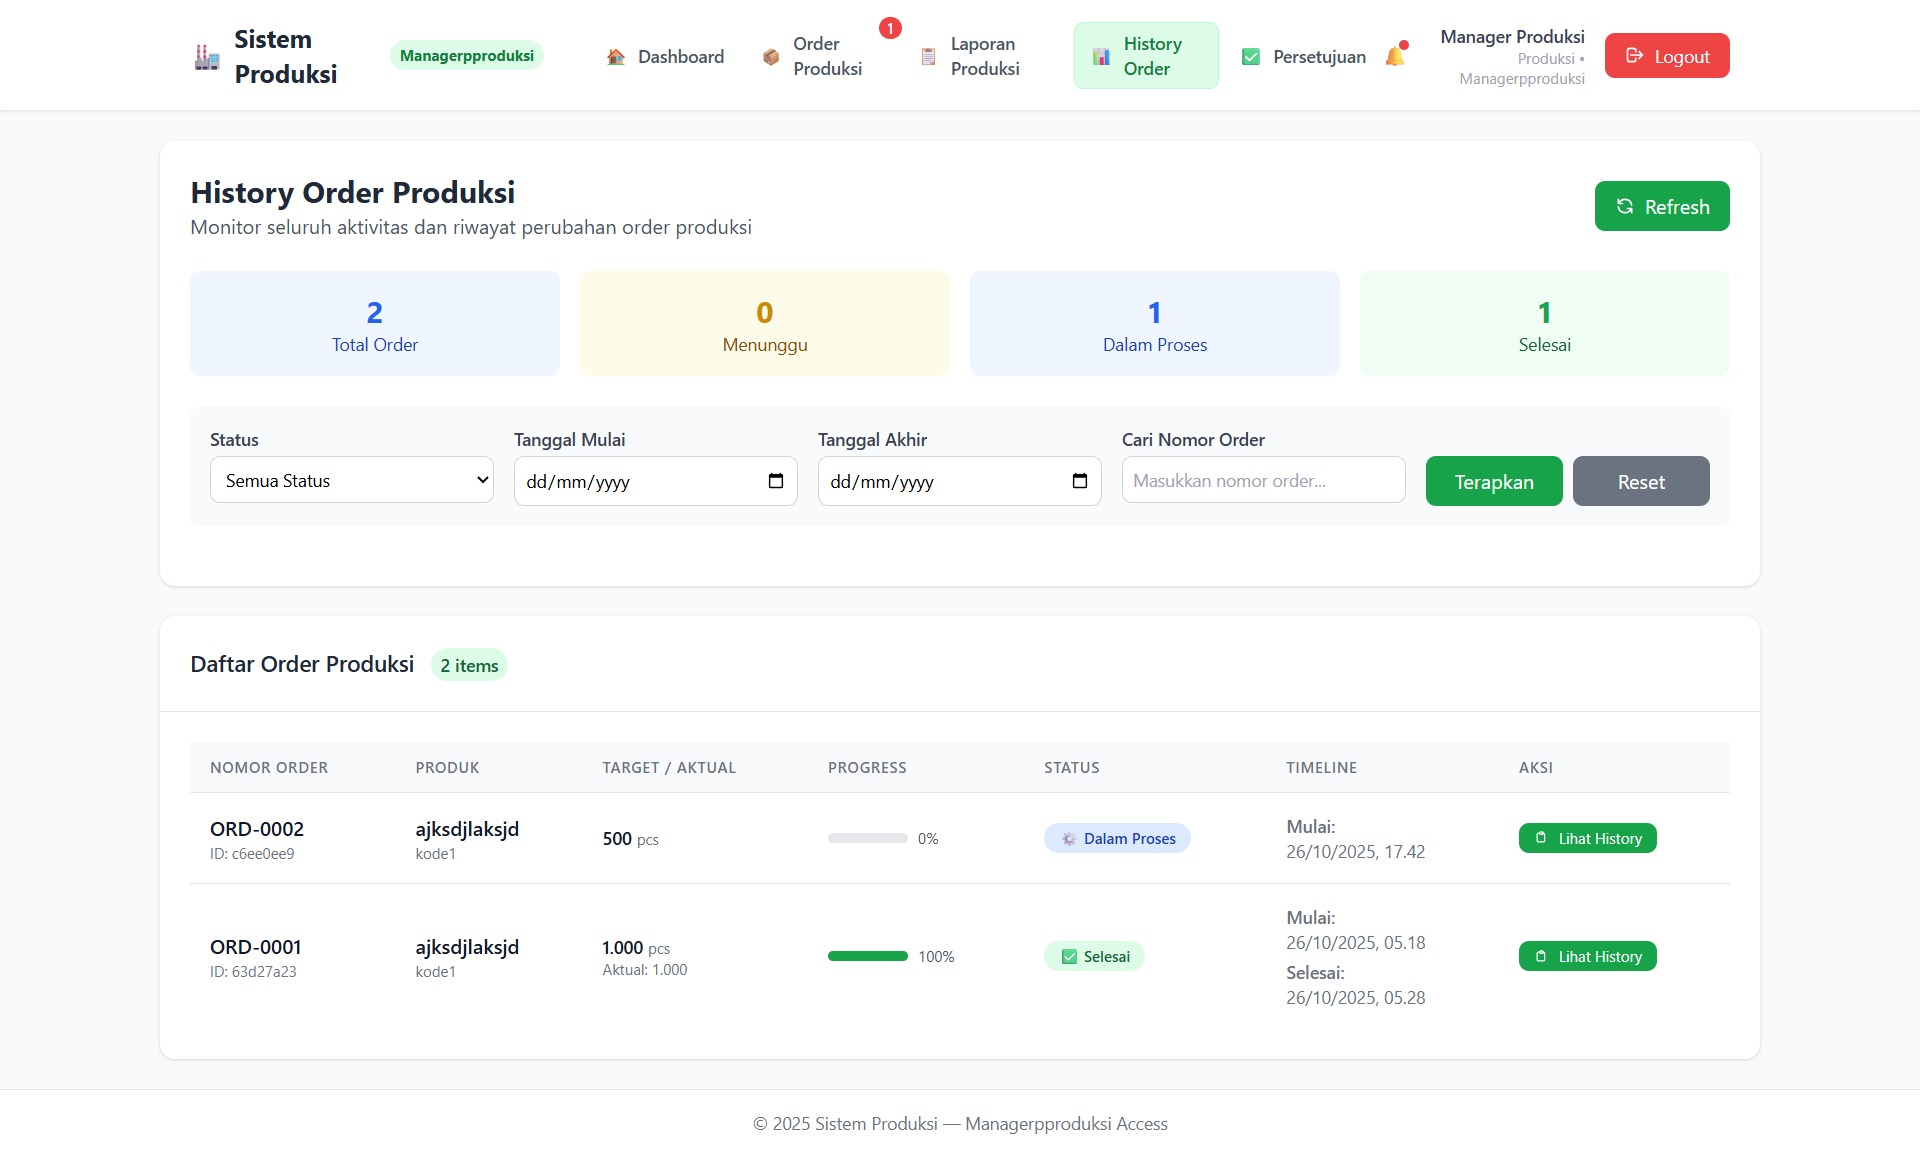 Sistem
Produksi
Managerpproduksi
Dashboard
Order
Produksi
1
Laporan
Produksi
History
Order
Persetujuan
Manager Produksi
Produksi •
Managerpproduksi
Logout
History Order Produksi
Monitor seluruh aktivitas dan riwayat perubahan order produksi
Refresh
2
Total Order
0
Menunggu
1
Dalam Proses
1
Selesai
Status
Semua Status
Tanggal Mulai
dd/mm/yyyy
Tanggal Akhir
dd/mm/yyyy
Cari Nomor Order
Masukkan nomor order...
Terapkan
Reset
Daftar Order Produksi
2 items
NOMOR ORDER
PRODUK
TARGET / AKTUAL
PROGRESS
STATUS
TIMELINE
AKSI
ORD-0002
ID: c6ee0ee9
ajksdjlaksjd
kode1
500 pcs
0%
Dalam Proses
Mulai:
26/10/2025, 17.42
Lihat History
ORD-0001
ID: 63d27a23
ajksdjlaksjd
kode1
1.000 pcs
Aktual: 1.000
100%
Selesai
Mulai:
26/10/2025, 05.18
Selesai:
26/10/2025, 05.28
Lihat History
© 2025 Sistem Produksi — Managerpproduksi Access